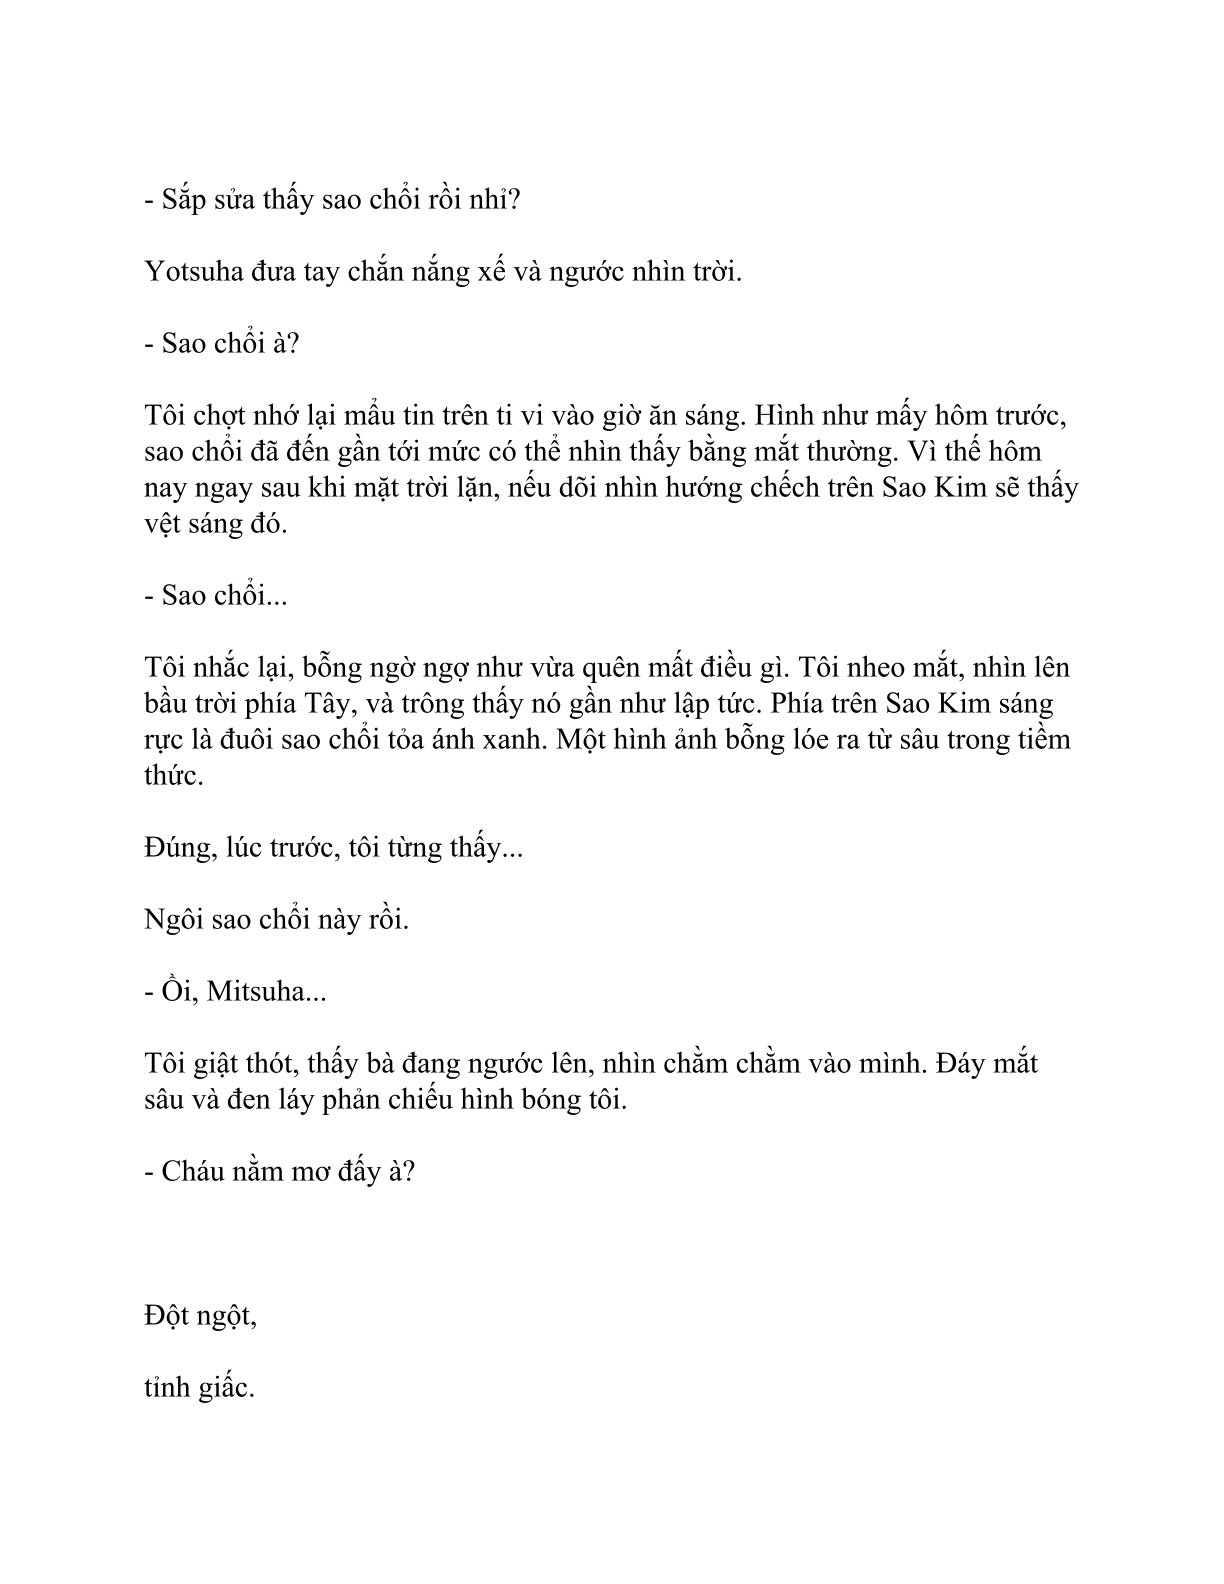 - Sắp sửa thấy sao chổi rồi nhỉ?
Yotsuha đưa tay chắn nắng xế và ngước nhìn trời.
- Sao chổi à?
Tôi chợt nhớ lại mẩu tin trên ti vi vào giờ ăn sáng. Hình như mấy hôm trước,
sao chổi đã đến gần tới mức có thể nhìn thấy bằng mắt thường. Vì thế hôm
nay ngay sau khi mặt trời lặn, nếu dõi nhìn hướng chếch trên Sao Kim sẽ thấy
vệt sáng đó.
- Sao chổi...
Tôi nhắc lại, bỗng ngờ ngợ như vừa quên mất điều gì. Tôi nheo mắt, nhìn lên
bầu trời phía Tây, và trông thấy nó gần như lập tức. Phía trên Sao Kim sáng
rực là đuôi sao chổi tỏa ánh xanh. Một hình ảnh bỗng lóe ra từ sâu trong tiềm
thức.
Đúng, lúc trước, tôi từng thấy...
Ngôi sao chổi này rồi.
- Ồi, Mitsuha...
Tôi giật thót, thấy bà đang ngước lên, nhìn chằm chằm vào mình. Đáy mắt
sâu và đen láy phản chiếu hình bóng tôi.
- Cháu nằm mơ đấy à?
Đột ngột,
tỉnh giấc.